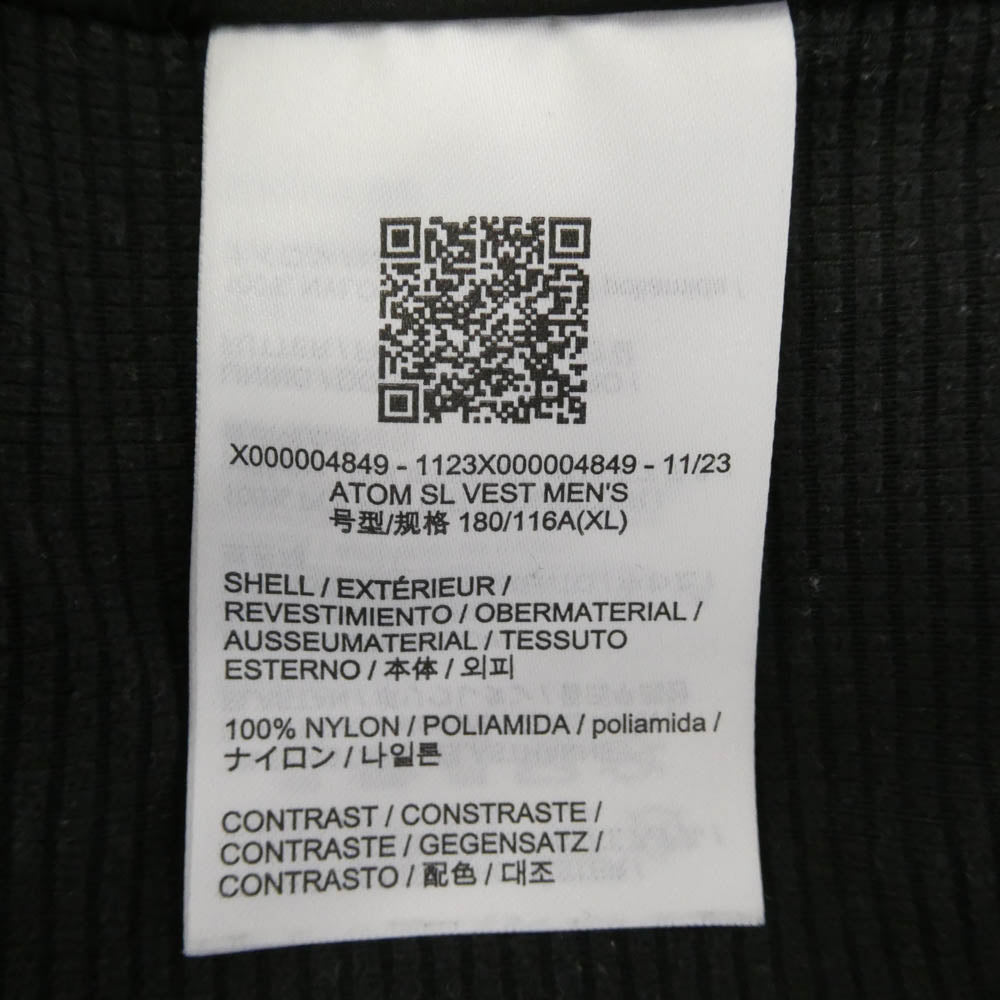 X000004849 - 1123X000004849 - 11/23
ATOM SL VEST MEN'S
号型/规格 180/116A(XL)
SHELL / EXTÉRIEUR /
REVESTIMIENTO / OBERMATERIAL /
AUSSEUMATERIAL / TESSUTO
ESTERNO / 本体 / 외피
100% NYLON / POLIAMIDA / poliamida /
ナイロン / 나일론
CONTRAST / CONSTRASTE /
CONTRASTE / GEGENSATZ /
CONTRASTO / 配色 / 대조